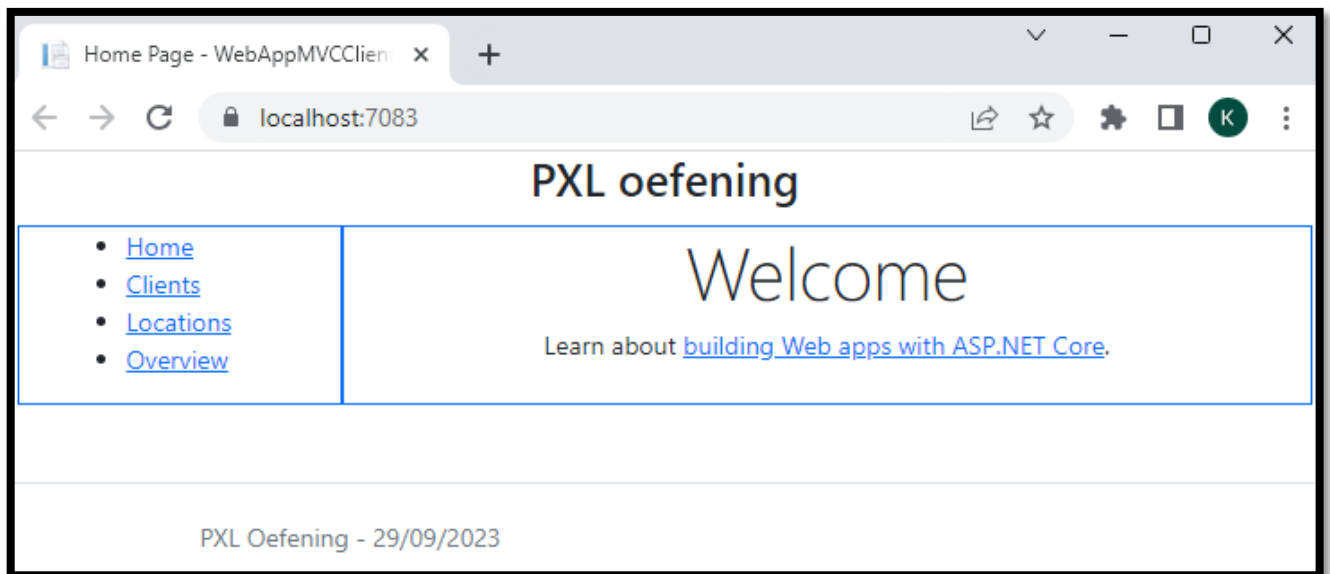 Home Page - WebAppMVCClien
localhost:7083
K
PXL oefening
Home
Clients
Locations
Overview
Welcome
Learn about building Web apps with ASP.NET Core.
PXL Oefening - 29/09/2023